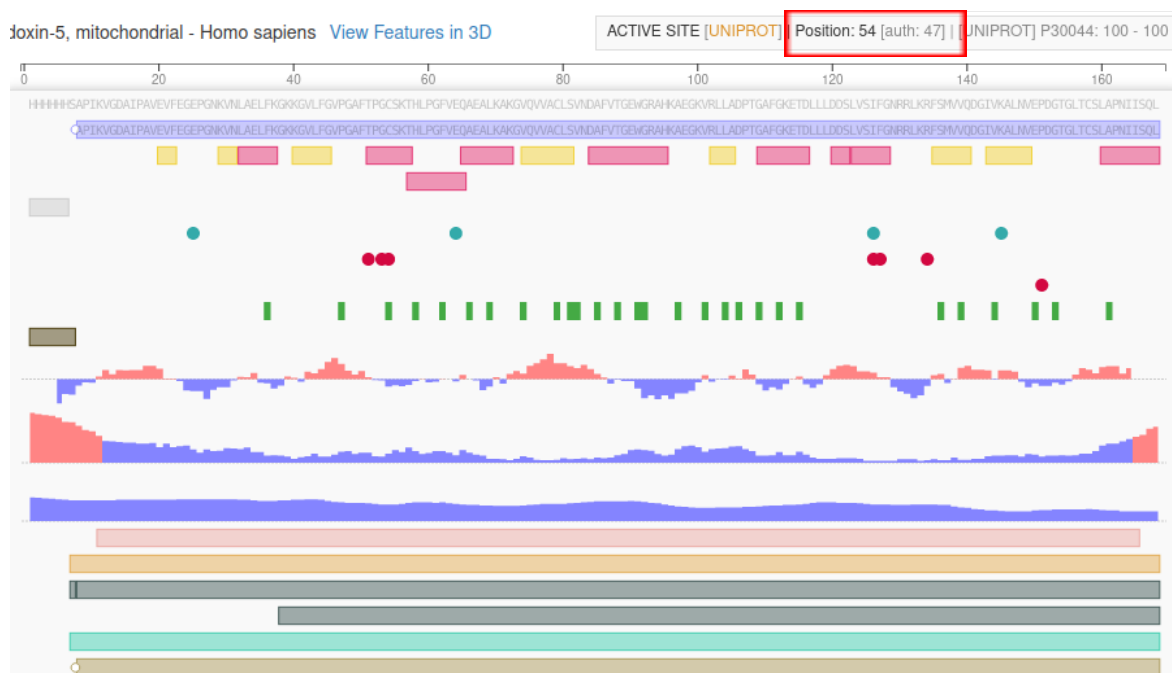 doxin-5, mitochondrial - Homo sapiens View Features in 3D
ACTIVE SITE [UNIPROT] | Position: 54 [auth: 47] | [UNIPROT] P30044: 100 - 100
0 20 40 60 80 100 120 140 160
HHHHHHSAPIKVGDAIPAVEVFEGEPGNKVNLAELFKGKKGVLFGVPGAFTPGCSKTHLPGFVEQAEALKAKGVQVVACLSVNDAFVTGEWGRAHKAEGKVRLLADPTGAFGKETDLLLDDSLVSIFGNRRLKRFSMVVQDGIVKALNVEPDGTGLTCSLAPNIISQL
APIKVGDAIPAVEVFEGEPGNKVNLAELFKGKKGVLFGVPGAFTPGCSKTHLPGFVEQAEALKAKGVQVVACLSVNDAFVTGEWGRAHKAEGKVRLLADPTGAFGKETDLLLDDSLVSIFGNRRLKRFSMVVQDGIVKALNVEPDGTGLTCSLAPNIISQL